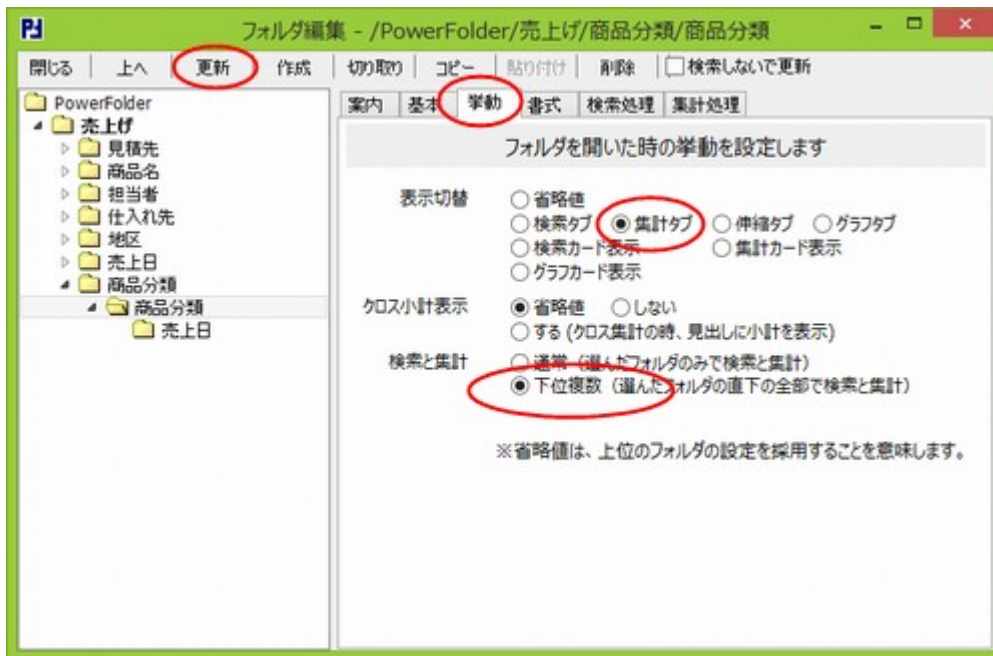 フォルダ編集 - /PowerFolder/売上げ/商品分類/商品分類
閉じる 上へ 更新 作成 切り取り コピー 貼り付け 削除 検索しないで更新
PowerFolder
売上げ
見積先
商品名
担当者
仕入れ先
地区
売上日
商品分類
商品分類
売上日
案内 基本 挙動 書式 検索処理 集計処理
フォルダを開いた時の挙動を設定します
表示切替 省略値
検索タブ 集計タブ 伸縮タブ グラフタブ
検索カード表示 集計カード表示
グラフカード表示
クロス小計表示 省略値 しない
する (クロス集計の時、見出しに小計を表示)
検索と集計 通常 (選んだフォルダのみで検索と集計)
下位複数 (選んだフォルダの直下の全部で検索と集計)
※省略値は、上位のフォルダの設定を採用することを意味します。